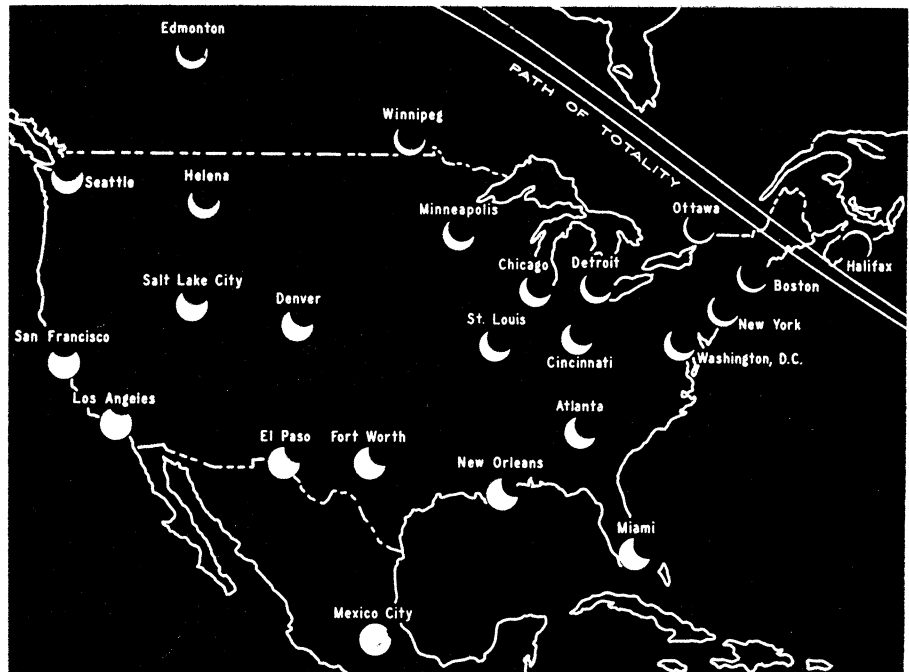 Edmonton
PATH OF TOTALITY
Winnipeg
Seattle
Helena
Minneapolis
Ottawa
Chicago
Detroit
Halifax
Boston
Salt Lake City
Denver
St. Louis
New York
San Francisco
Cincinnati
Washington, D.C.
Los Angeles
Atlanta
El Paso
Fort Worth
New Orleans
Miami
Mexico City